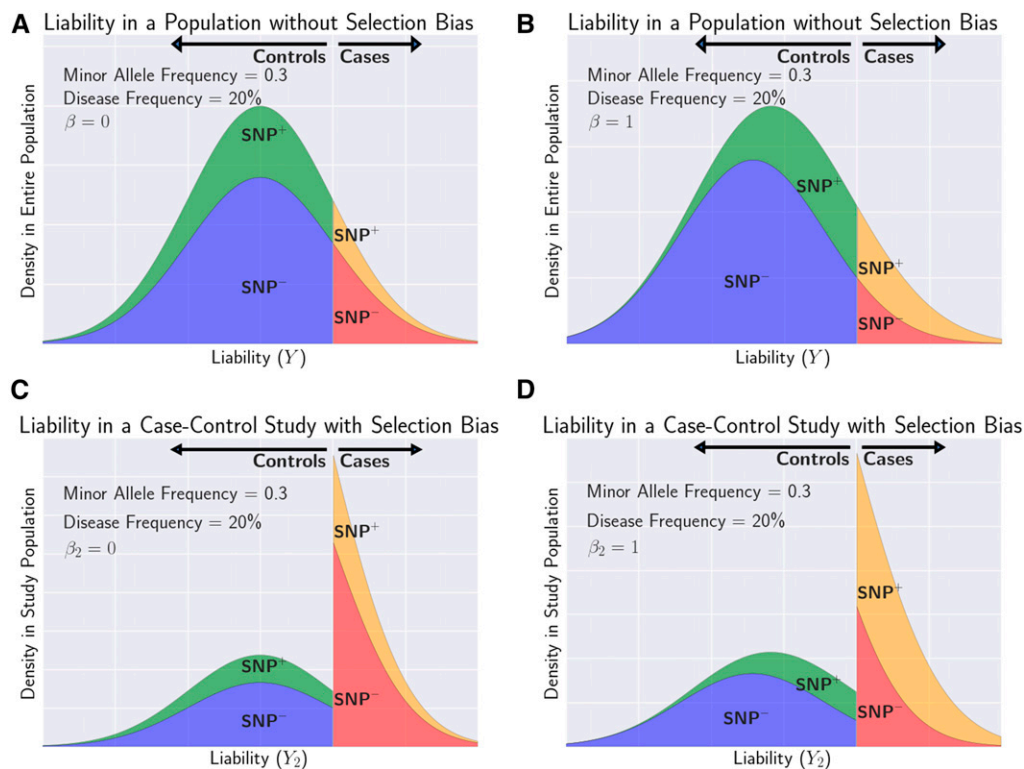 A
Liability in a Population without Selection Bias
Controls Cases
Minor Allele Frequency = 0.3
Disease Frequency = 20%
β = 0
SNP+
SNP+
SNP−
SNP−
Density in Entire Population
Liability (Y)
B
Liability in a Population without Selection Bias
Controls Cases
Minor Allele Frequency = 0.3
Disease Frequency = 20%
β = 1
SNP+
SNP+
SNP−
SNP−
Density in Entire Population
Liability (Y)
C
Liability in a Case-Control Study with Selection Bias
Controls Cases
Minor Allele Frequency = 0.3
Disease Frequency = 20%
β₂ = 0
SNP+
SNP+
SNP−
SNP−
Density in Study Population
Liability (Y₂)
D
Liability in a Case-Control Study with Selection Bias
Controls Cases
Minor Allele Frequency = 0.3
Disease Frequency = 20%
β₂ = 1
SNP+
SNP+
SNP−
SNP−
Density in Study Population
Liability (Y₂)